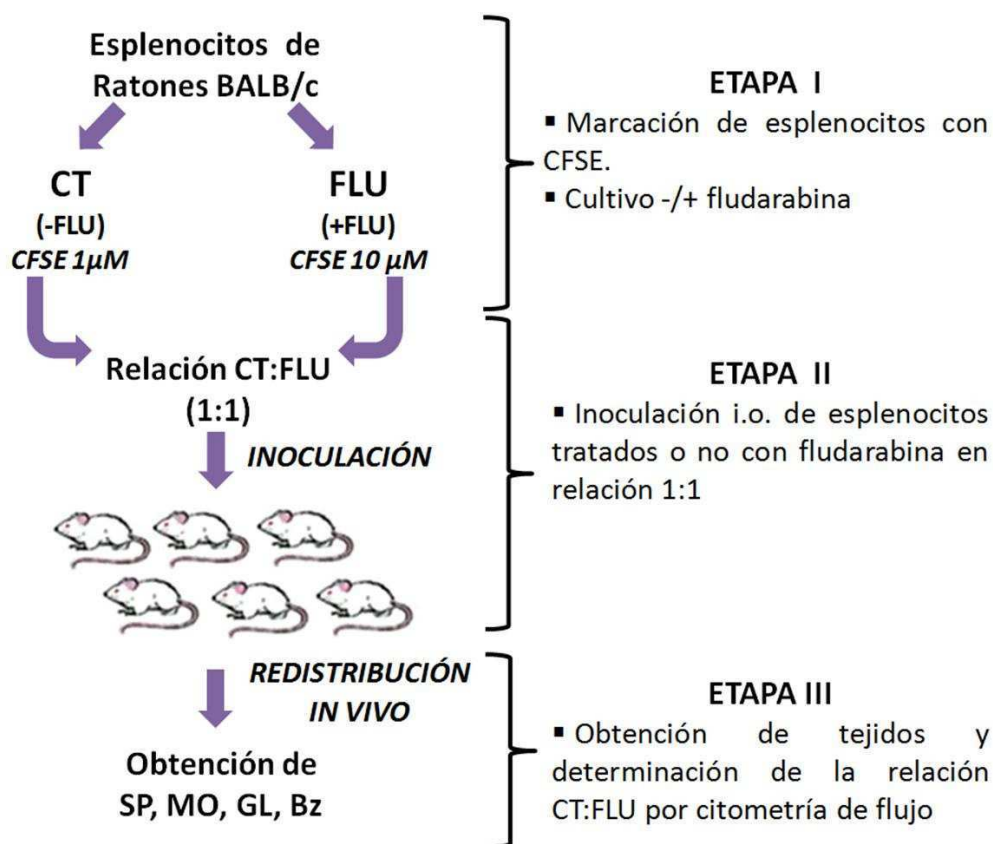 Esplenocitos de
Ratones BALB/c
CT
(-FLU)
CFSE 1µM
FLU
(+FLU)
CFSE 10 µM
Relación CT:FLU
(1:1)
INOCULACIÓN
REDISTRIBUCIÓN
IN VIVO
Obtención de
SP, MO, GL, Bz
ETAPA I
▪ Marcación de esplenocitos con
CFSE.
▪ Cultivo -/+ fludarabina
ETAPA II
▪ Inoculación i.o. de esplenocitos
tratados o no con fludarabina en
relación 1:1
ETAPA III
▪ Obtención de tejidos y
determinación de la relación
CT:FLU por citometría de flujo